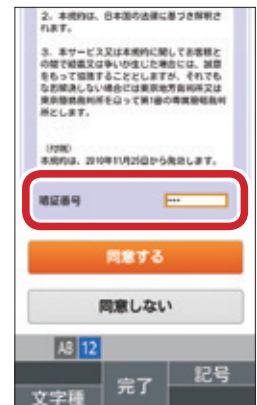 2. 本規約は、日本国の法律に基づき解釈さ
れます。
3. 本サービス又は本規約に関してお客様と
の間で疑義又は争いが生じた場合には、誠意
をもって協議することとしますが、それでも
なお解決しない場合には東京地方裁判所又は
東京簡易裁判所を以って第1審の専属管轄裁判
所とします。
(付則)
本規約は、2010年11月25日から発効します。
暗証番号
同意する
同意しない
AB 12
文字種
完了
記号